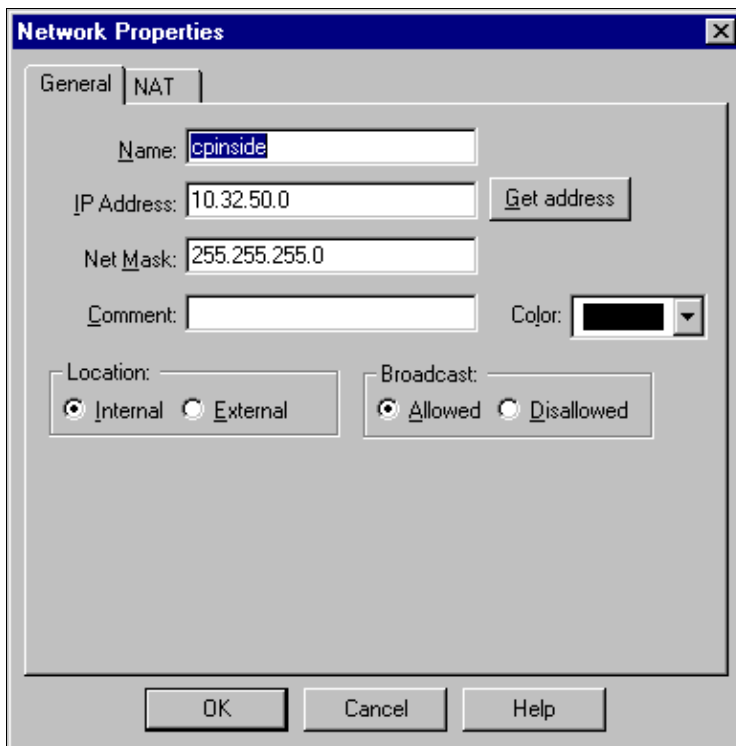 Network Properties
General NAT
Name: cpinside
IP Address: 10.32.50.0 Get address
Net Mask: 255.255.255.0
Comment: Color:
Location: Broadcast:
Internal External Allowed Disallowed
OK Cancel Help